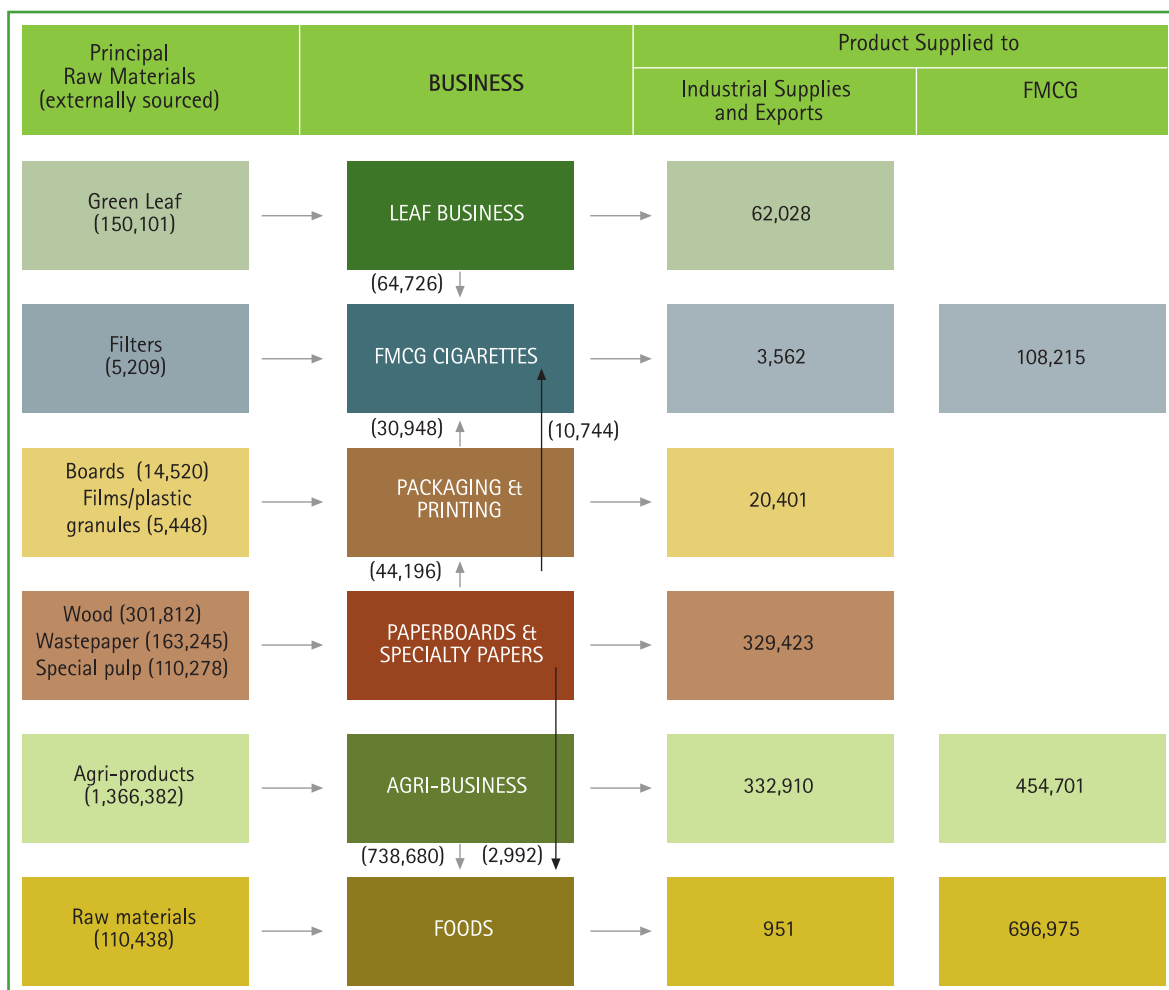 Principal
Raw Materials
(externally sourced)
BUSINESS
Product Supplied to
Industrial Supplies
and Exports
FMCG
Green Leaf
(150,101)
LEAF BUSINESS
62,028
(64,726)
Filters
(5,209)
FMCG CIGARETTES
3,562
108,215
(30,948)
(10,744)
Boards (14,520)
Films/plastic
granules (5,448)
PACKAGING &
PRINTING
20,401
(44,196)
Wood (301,812)
Wastepaper (163,245)
Special pulp (110,278)
PAPERBOARDS &
SPECIALTY PAPERS
329,423
Agri-products
(1,366,382)
AGRI-BUSINESS
332,910
454,701
(738,680)
(2,992)
Raw materials
(110,438)
FOODS
951
696,975